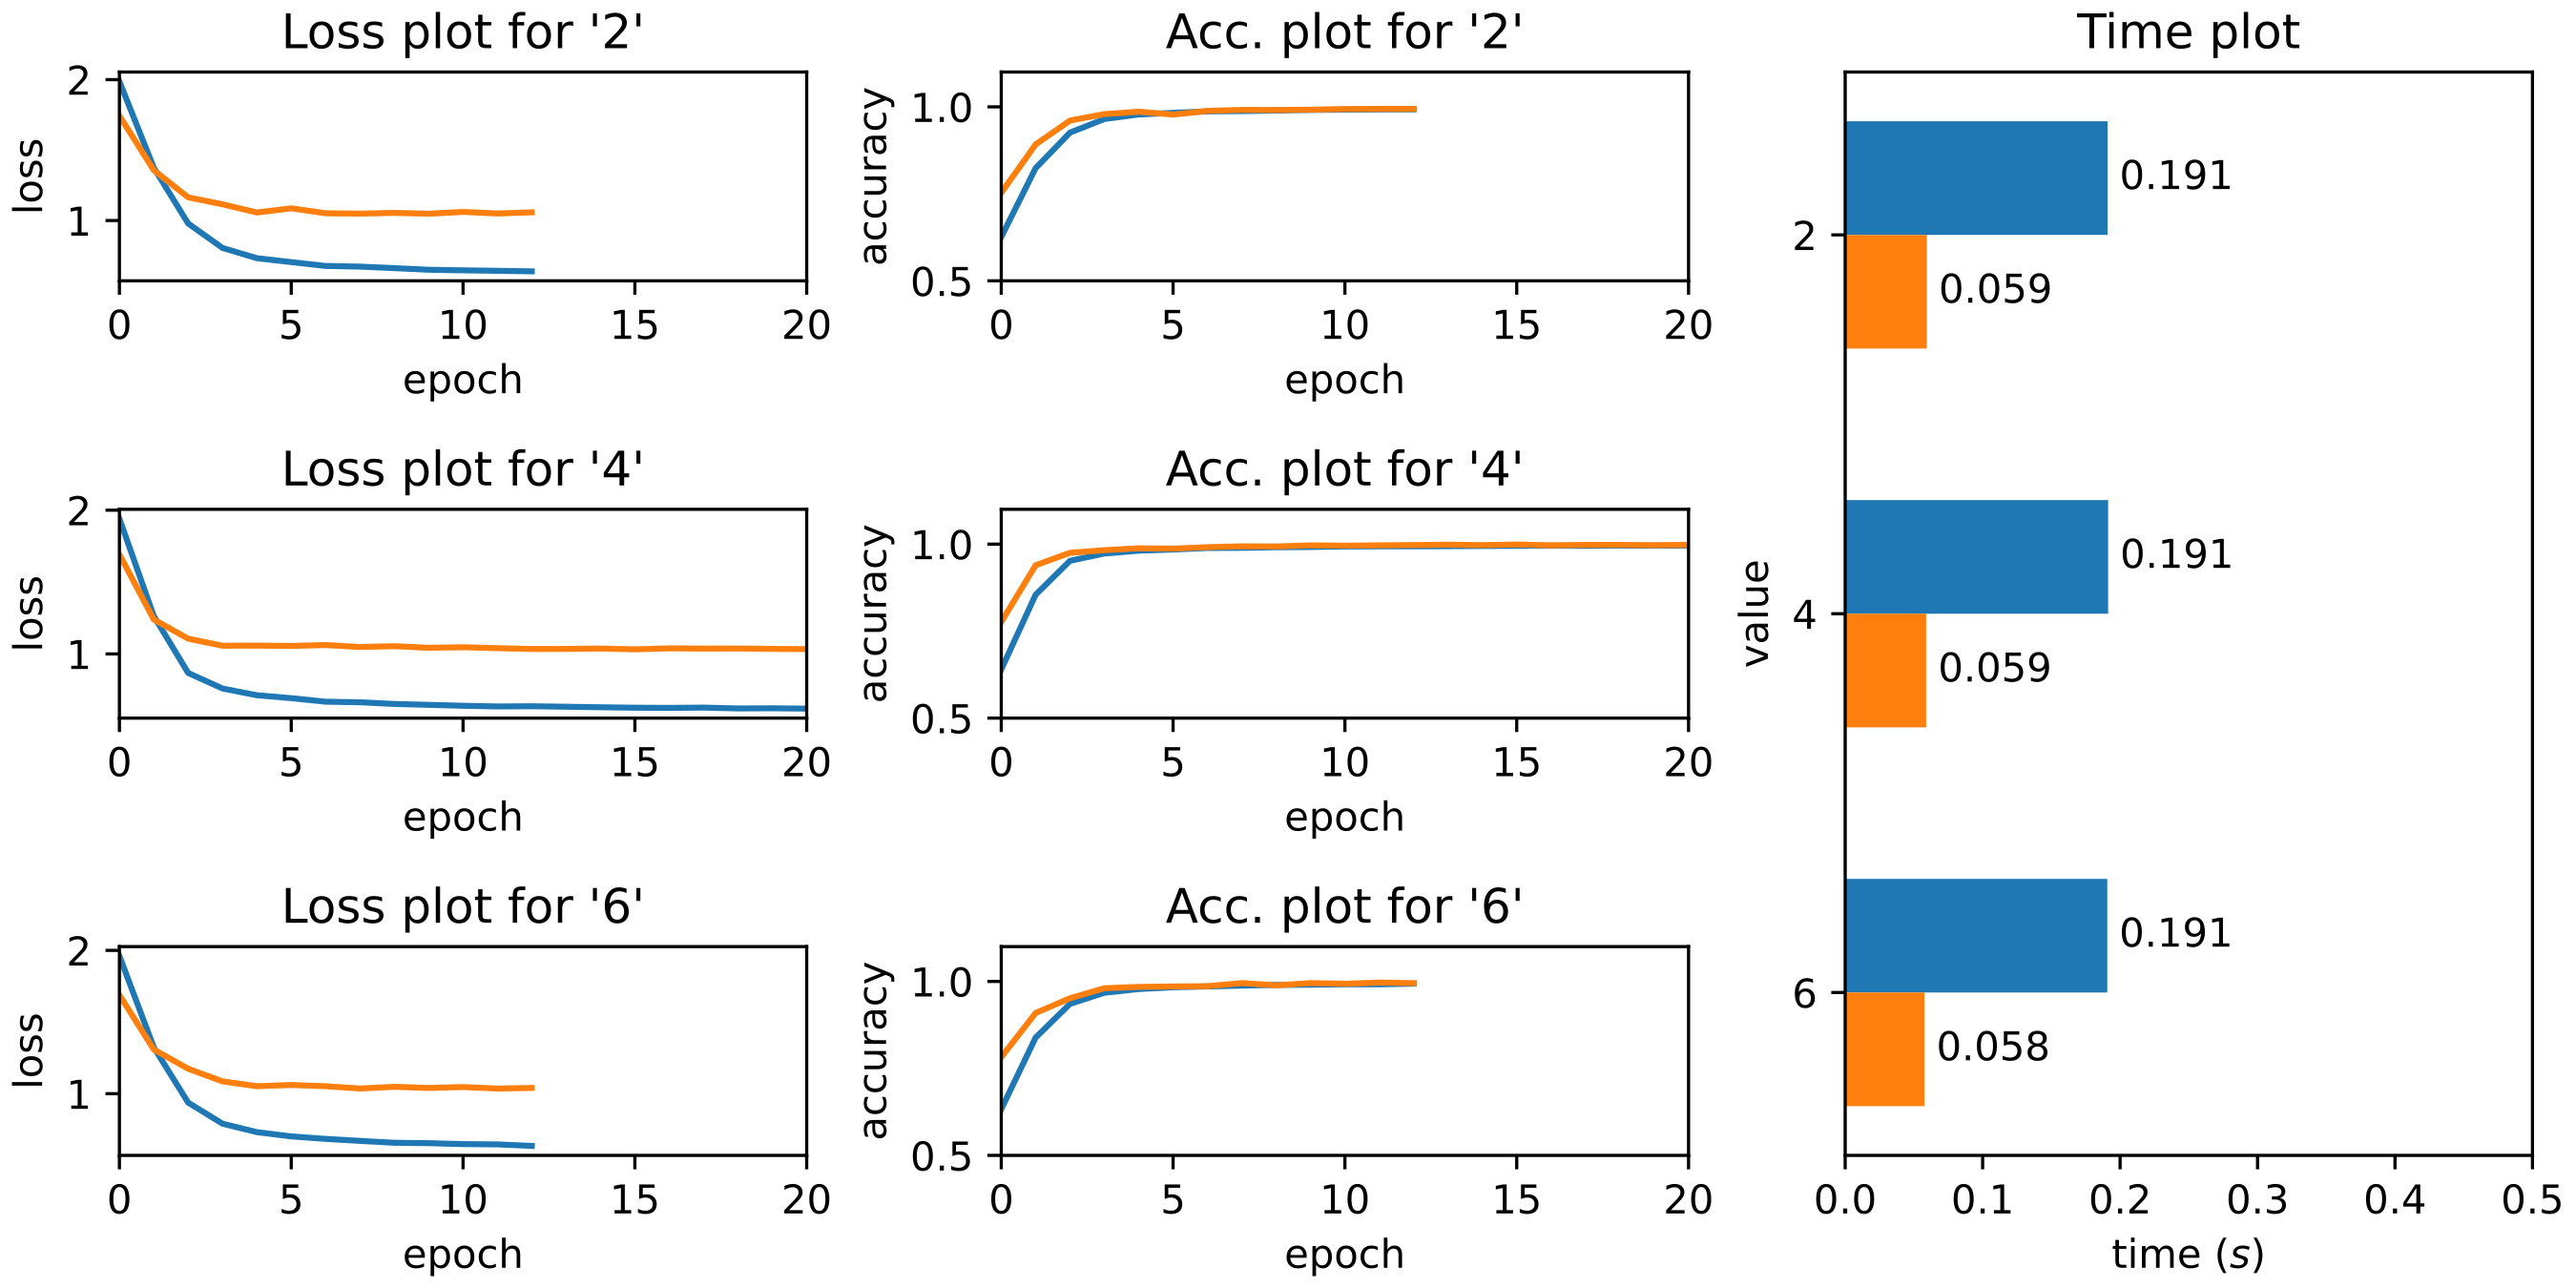 Loss plot for '2'
2
1
loss
0 5 10 15 20
epoch
Acc. plot for '2'
1.0
0.5
accuracy
0 5 10 15 20
epoch
Loss plot for '4'
2
1
loss
0 5 10 15 20
epoch
Acc. plot for '4'
1.0
0.5
accuracy
0 5 10 15 20
epoch
Loss plot for '6'
2
1
loss
0 5 10 15 20
epoch
Acc. plot for '6'
1.0
0.5
accuracy
0 5 10 15 20
epoch
Time plot
0.191
2
0.059
0.191
4
value
0.059
0.191
6
0.058
0.0 0.1 0.2 0.3 0.4 0.5
time (s)